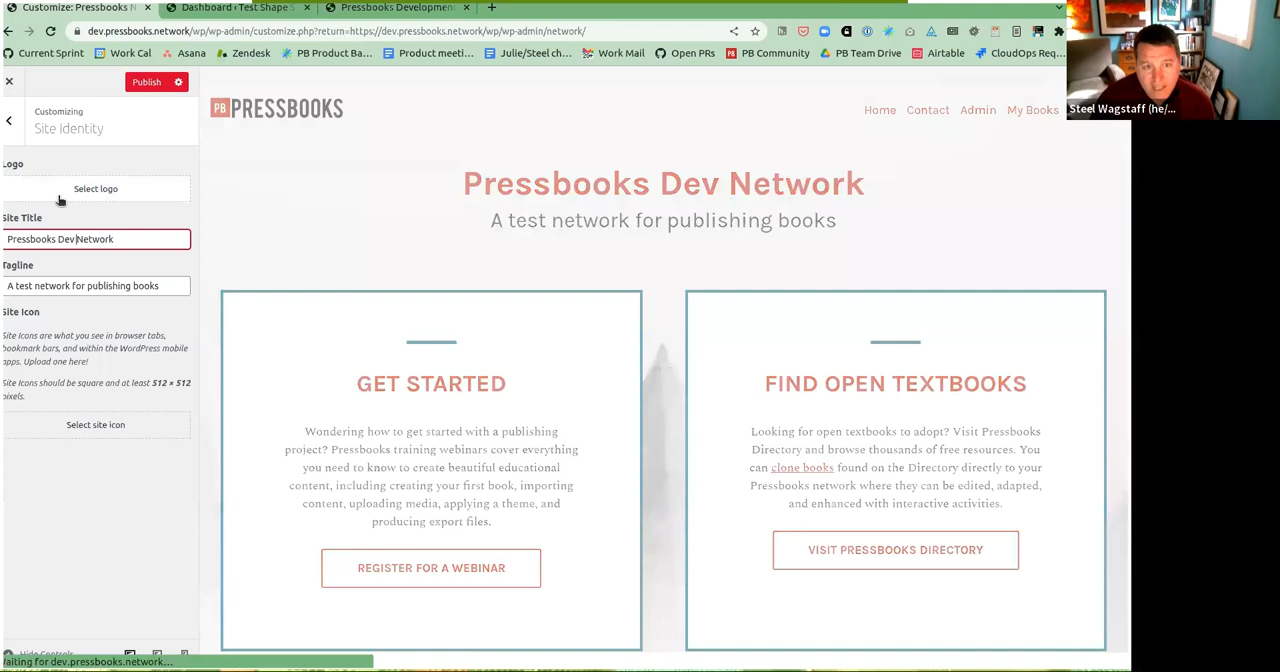 Customize: Pressbooks N
Dashboard ‹ Test Shape S
Pressbooks Development
dev.pressbooks.network/wp/wp-admin/customize.php?return=https://dev.pressbooks.network/wp/wp-admin/network/
Current Sprint Work Cal Asana Zendesk PB Product Ba... Product meeti... Julie/Steel ch... Work Mail Open PRs PB Community PB Team Drive Airtable CloudOps Req...
Steel Wagstaff (he/...
Publish
Customizing
Site Identity
Logo
Select logo
Site Title
Pressbooks Dev Network
Tagline
A test network for publishing books
Site Icon
Site Icons are what you see in browser tabs,
bookmark bars, and within the WordPress mobile
apps. Upload one here!
Site Icons should be square and at least 512 × 512
pixels.
Select site icon
Hide Controls
Waiting for dev.pressbooks.network...
PB PRESSBOOKS
Home Contact Admin My Books
Pressbooks Dev Network
A test network for publishing books
GET STARTED
Wondering how to get started with a publishing
project? Pressbooks training webinars cover everything
you need to know to create beautiful educational
content, including creating your first book, importing
content, uploading media, applying a theme, and
producing export files.
REGISTER FOR A WEBINAR
FIND OPEN TEXTBOOKS
Looking for open textbooks to adopt? Visit Pressbooks
Directory and browse thousands of free resources. You
can clone books found on the Directory directly to your
Pressbooks network where they can be edited, adapted,
and enhanced with interactive activities.
VISIT PRESSBOOKS DIRECTORY